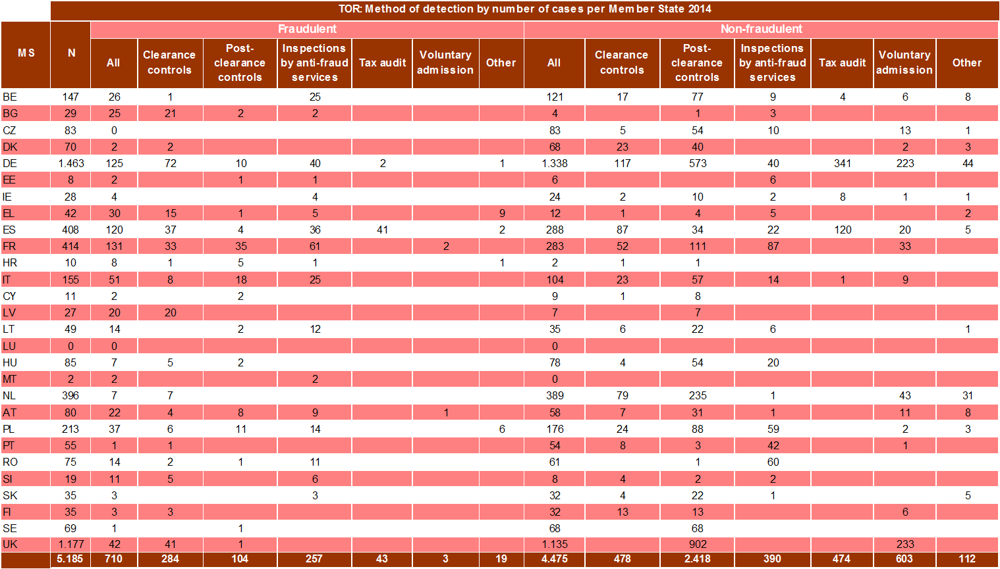 TOR: Method of detection by number of cases per Member State 2014
Fraudulent Non-fraudulent
MS N All Clearance controls Post-clearance controls Inspections by anti-fraud services Tax audit Voluntary admission Other All Clearance controls Post-clearance controls Inspections by anti-fraud services Tax audit Voluntary admission Other
BE 147 26 1 25 121 17 77 9 4 6 8
BG 29 25 21 2 2 4 1 3
CZ 83 0 83 5 54 10 13 1
DK 70 2 2 68 23 40 2 3
DE 1.463 125 72 10 40 2 1 1.338 117 573 40 341 223 44
EE 8 2 1 1 6 6
IE 28 4 4 24 2 10 2 8 1 1
EL 42 30 15 1 5 9 12 1 4 5 2
ES 408 120 37 4 36 41 2 288 87 34 22 120 20 5
FR 414 131 33 35 61 2 283 52 111 87 33
HR 10 8 1 5 1 1 2 1 1
IT 155 51 8 18 25 104 23 57 14 1 9
CY 11 2 2 9 1 8
LV 27 20 20 7 7
LT 49 14 2 12 35 6 22 6 1
LU 0 0 0
HU 85 7 5 2 78 4 54 20
MT 2 2 2 0
NL 396 7 7 389 79 235 1 43 31
AT 80 22 4 8 9 1 58 7 31 1 11 8
PL 213 37 6 11 14 6 176 24 88 59 2 3
PT 55 1 1 54 8 3 42 1
RO 75 14 2 1 11 61 1 60
SI 19 11 5 6 8 4 2 2
SK 35 3 3 32 4 22 1 5
FI 35 3 3 32 13 13 6
SE 69 1 1 68 68
UK 1.177 42 41 1 1.135 902 233
5.185 710 284 104 257 43 3 19 4.475 478 2.418 390 474 603 112